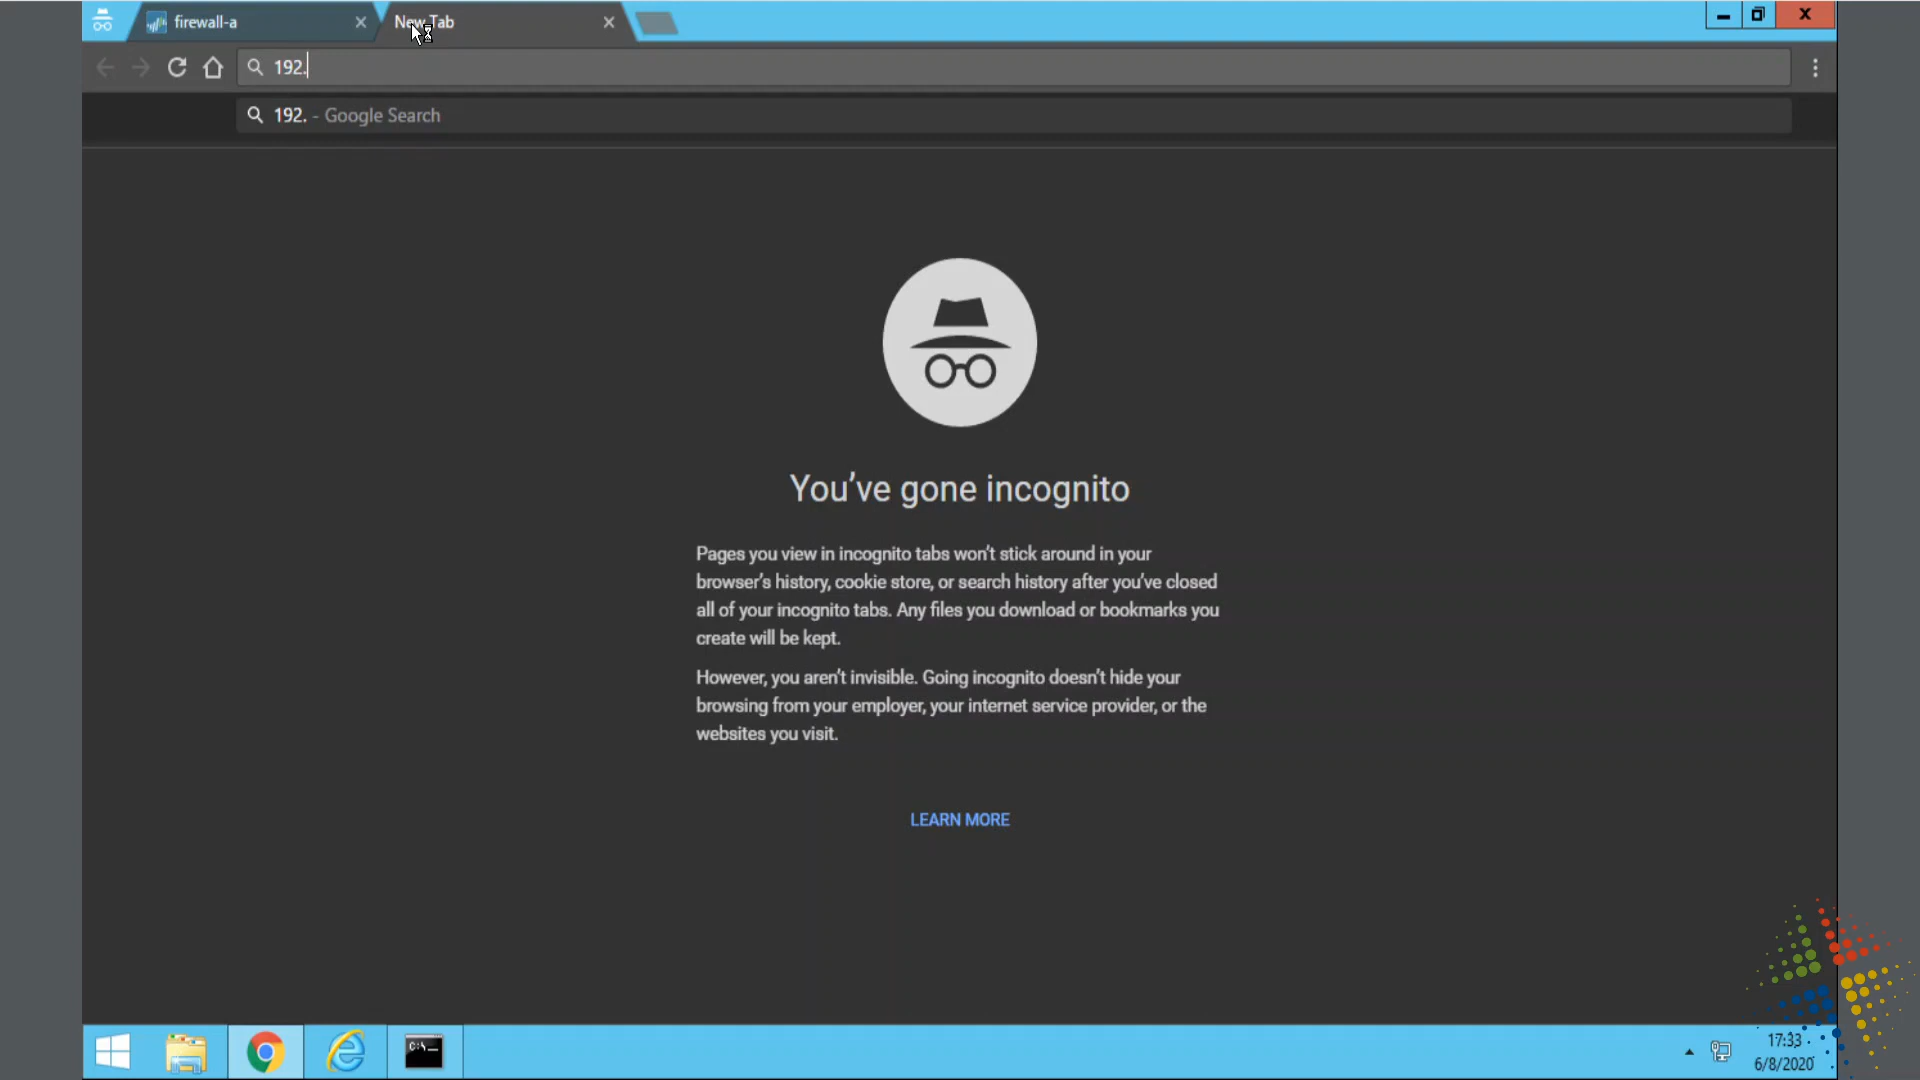 firewall-a
New Tab
192.
192. - Google Search
You've gone incognito
Pages you view in incognito tabs won't stick around in your
browser's history, cookie store, or search history after you've closed
all of your incognito tabs. Any files you download or bookmarks you
create will be kept.
However, you aren't invisible. Going incognito doesn't hide your
browsing from your employer, your internet service provider, or the
websites you visit.
LEARN MORE
C:\
17:33
6/8/2020